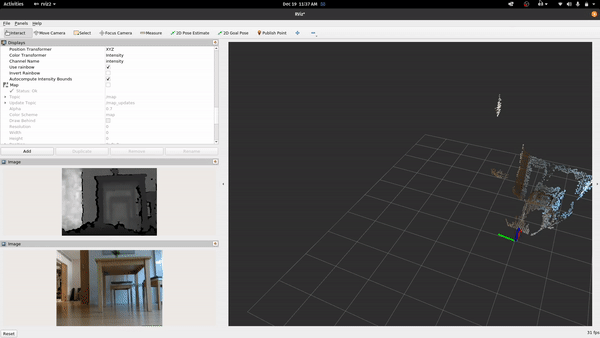 Activities
rviz2
Dec 19 11:37 AM
RViz*
File Panels Help
Interact Move Camera Select Focus Camera Measure 2D Pose Estimate 2D Goal Pose Publish Point
Displays
Position Transformer XYZ
Color Transformer Intensity
Channel Name intensity
Use rainbow
Invert Rainbow
Autocompute Intensity Bounds
Map
Status: Ok
Topic /map
Update Topic /map_updates
Alpha 0.7
Color Scheme map
Draw Behind
Resolution 0
Width 0
Height 0
Add Duplicate Remove Rename
Image
Image
Reset
31 fps